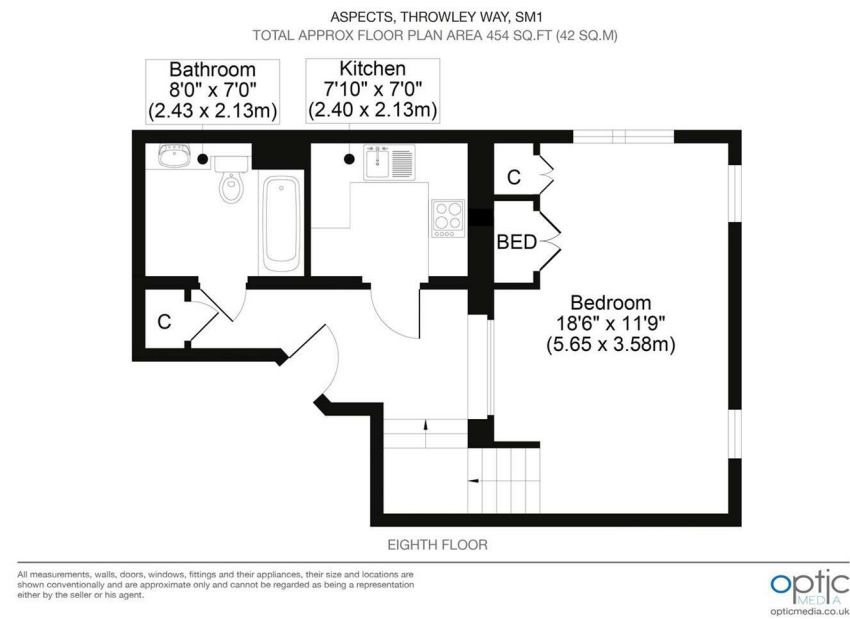 ASPECTS, THROWLEY WAY, SM1
TOTAL APPROX FLOOR PLAN AREA 454 SQ.FT (42 SQ.M)
Bathroom
8'0" x 7'0"
(2.43 x 2.13m)
Kitchen
7'10" x 7'0"
(2.40 x 2.13m)
C
BED
C
Bedroom
18'6" x 11'9"
(5.65 x 3.58m)
EIGHTH FLOOR
All measurements, walls, doors, windows, fittings and their appliances, their size and locations are
shown conventionally and are approximate only and cannot be regarded as being a representation
either by the seller or his agent.
optic
MEDIA
opticmedia.co.uk